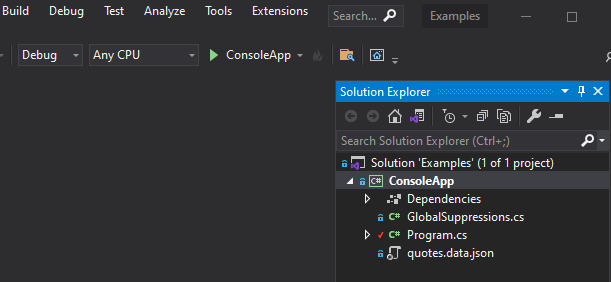 Build Debug Test Analyze Tools Extensions Search... Examples
Debug Any CPU ConsoleApp
Solution Explorer
Search Solution Explorer (Ctrl+;)
Solution 'Examples' (1 of 1 project)
C# ConsoleApp
Dependencies
C# GlobalSuppressions.cs
C# Program.cs
quotes.data.json